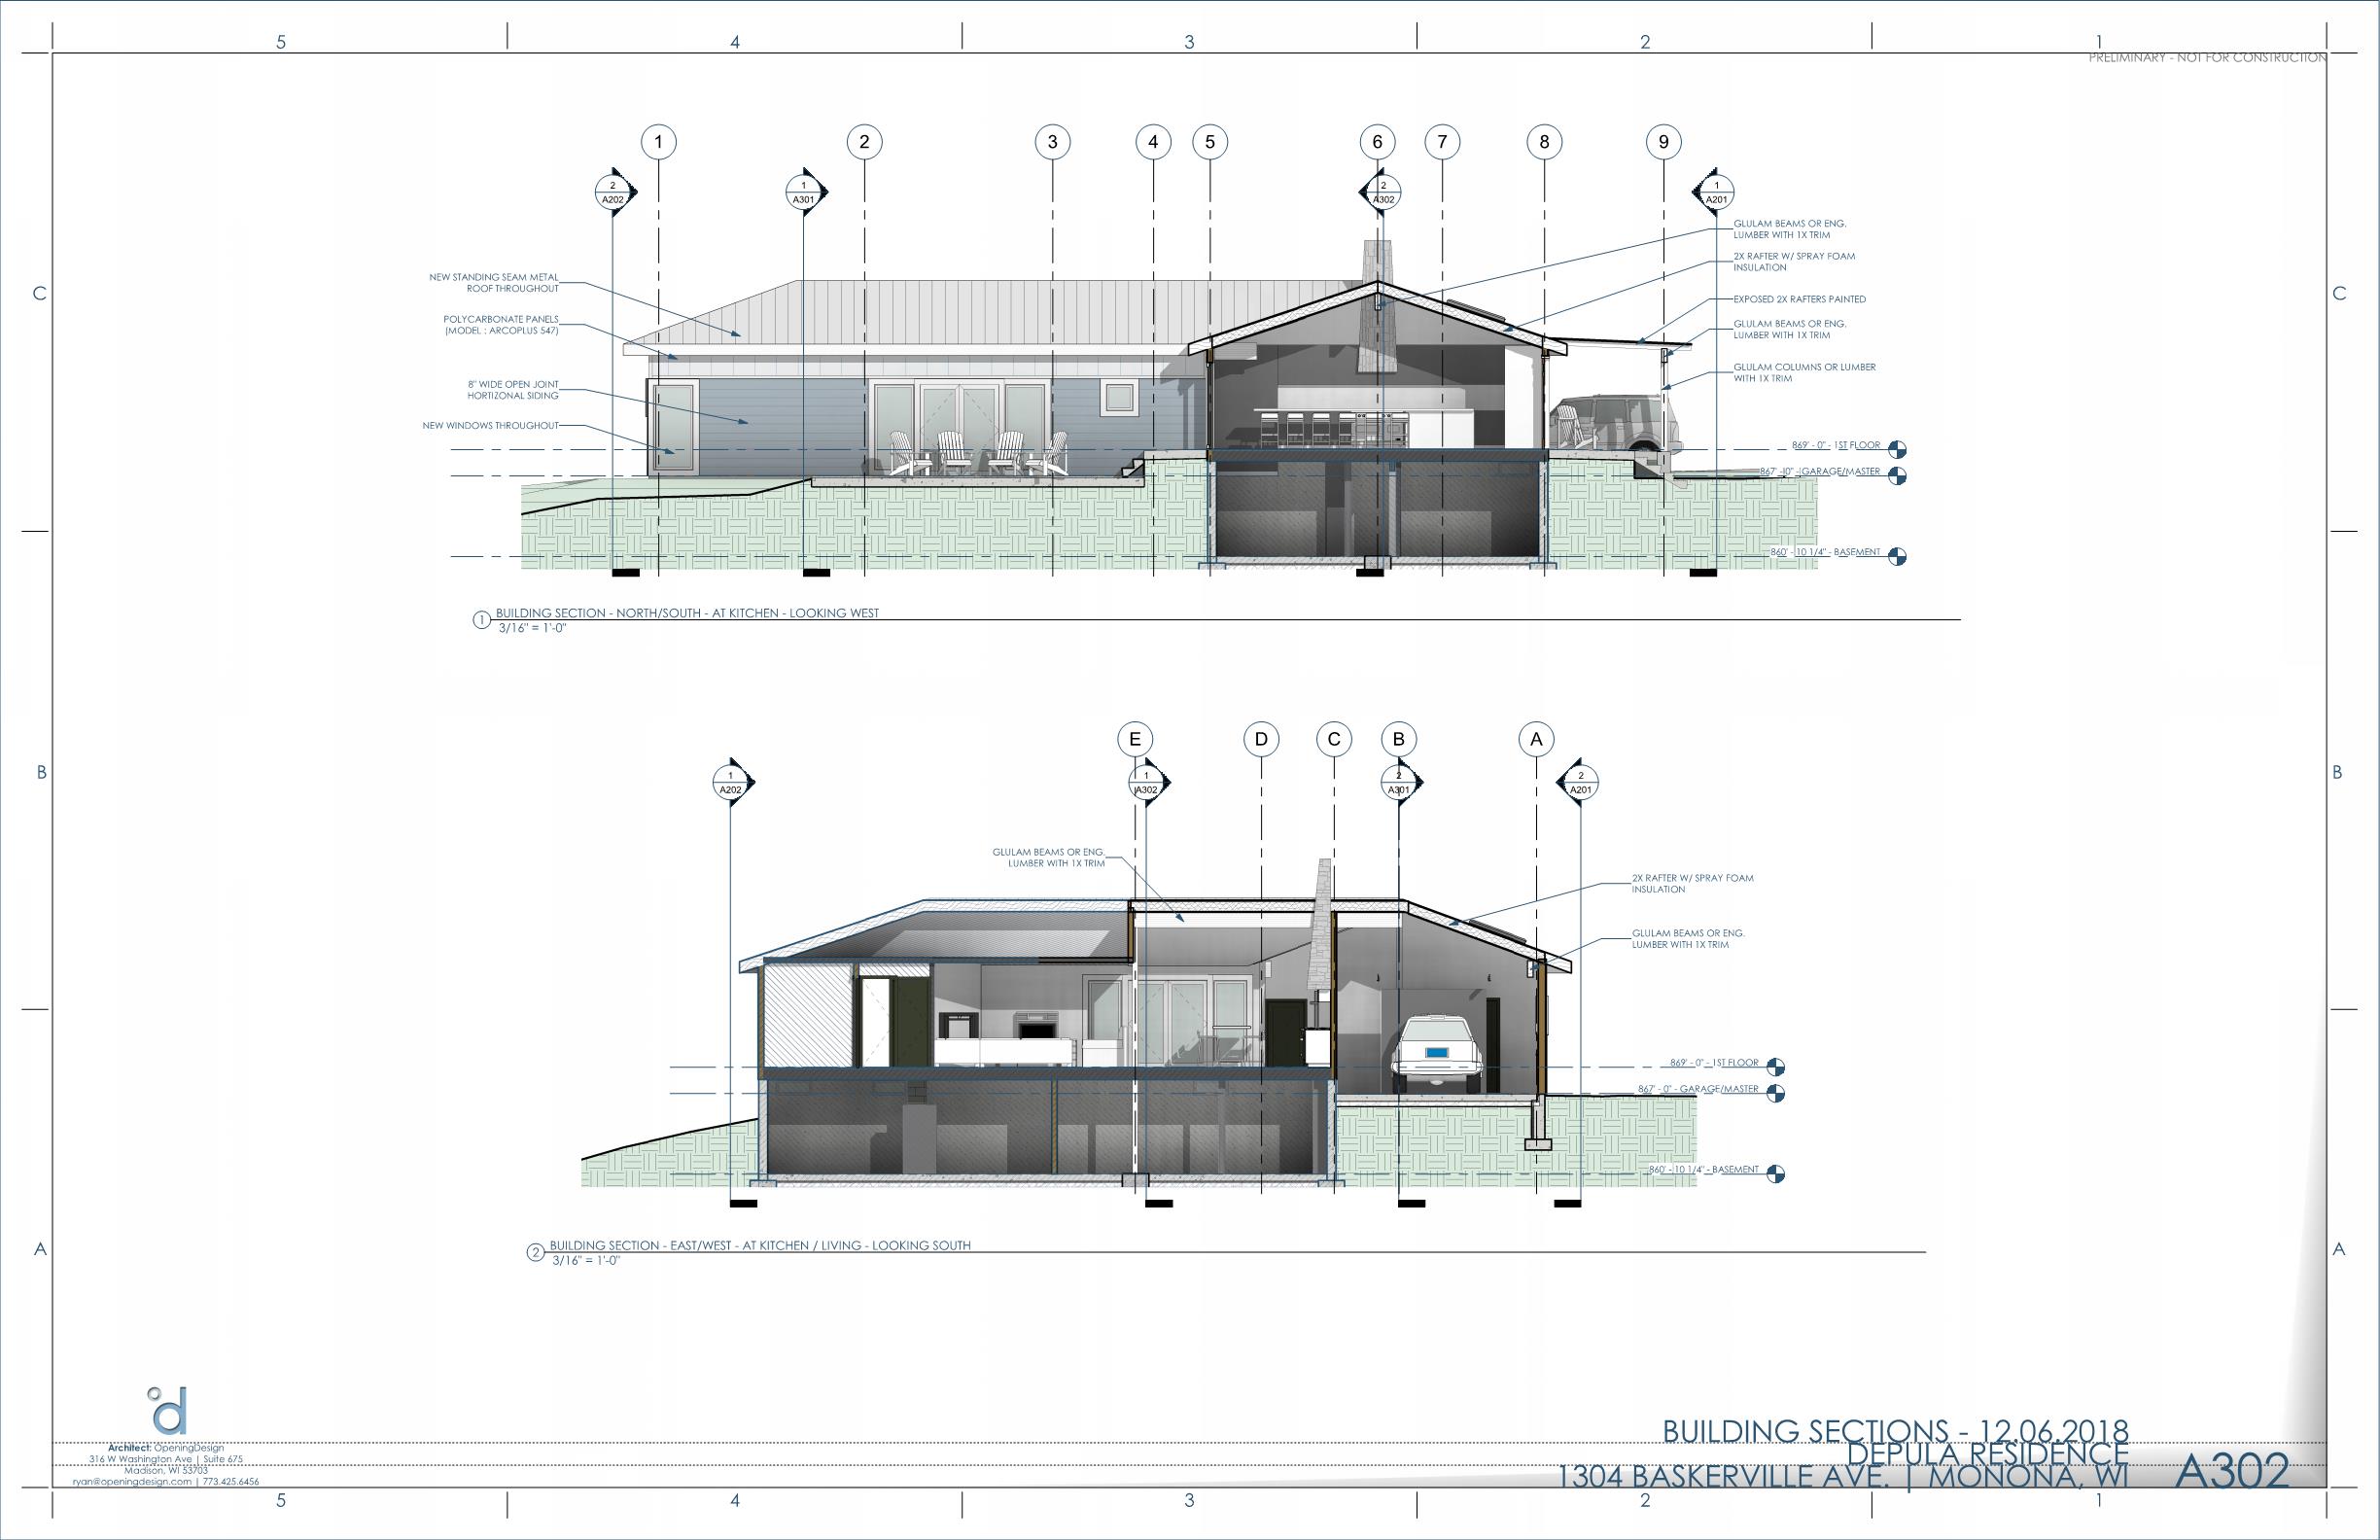 5 4 3 2 1
PRELIMINARY - NOT FOR CONSTRUCTION
1 2 3 4 5 6 7 8 9
2
A202
1
A301
2
A302
1
A201
C
C
NEW STANDING SEAM METAL
ROOF THROUGHOUT
POLYCARBONATE PANELS
(MODEL : ARCOPLUS 547)
8" WIDE OPEN JOINT
HORTIZONAL SIDING
NEW WINDOWS THROUGHOUT
GLULAM BEAMS OR ENG.
LUMBER WITH 1X TRIM
2X RAFTER W/ SPRAY FOAM
INSULATION
EXPOSED 2X RAFTERS PAINTED
GLULAM BEAMS OR ENG.
LUMBER WITH 1X TRIM
GLULAM COLUMNS OR LUMBER
WITH 1X TRIM
869' - 0" - 1ST FLOOR
867' - 0" - GARAGE/MASTER
860' - 10 1/4" - BASEMENT
1 BUILDING SECTION - NORTH/SOUTH - AT KITCHEN - LOOKING WEST
3/16" = 1'-0"
E D C B A
B
B
1
A202
1
A302
2
A301
2
A201
GLULAM BEAMS OR ENG.
LUMBER WITH 1X TRIM
2X RAFTER W/ SPRAY FOAM
INSULATION
GLULAM BEAMS OR ENG.
LUMBER WITH 1X TRIM
869' - 0" - 1ST FLOOR
867' - 0" - GARAGE/MASTER
860' - 10 1/4" - BASEMENT
2 BUILDING SECTION - EAST/WEST - AT KITCHEN / LIVING - LOOKING SOUTH
3/16" = 1'-0"
A
A
d
Architect: OpeningDesign
316 W Washington Ave | Suite 675
Madison, WI 53703
ryan@openingdesign.com | 773.425.6456
BUILDING SECTIONS - 12.06.2018
DEPULA RESIDENCE
1304 BASKERVILLE AVE. | MONONA, WI
A302
5 4 3 2 1